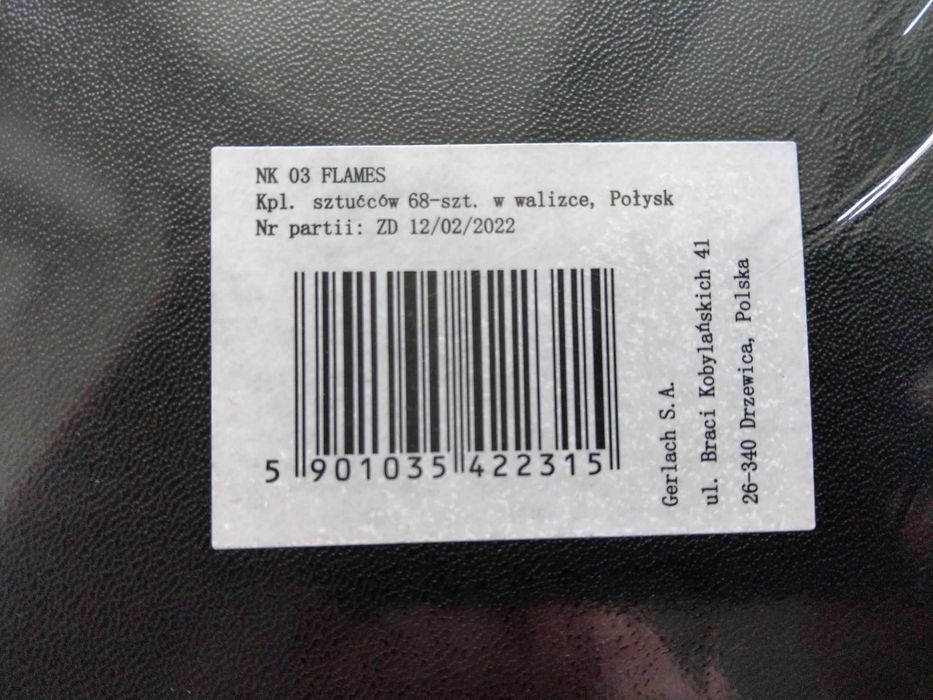 NK 03 FLAMES
Kpl. sztućców 68-szt. w walizce, Połysk
Nr partii: ZD 12/02/2022
5 901035 422315
Gerlach S.A.
ul. Braci Kobylańskich 41
26-340 Drzewica, Polska